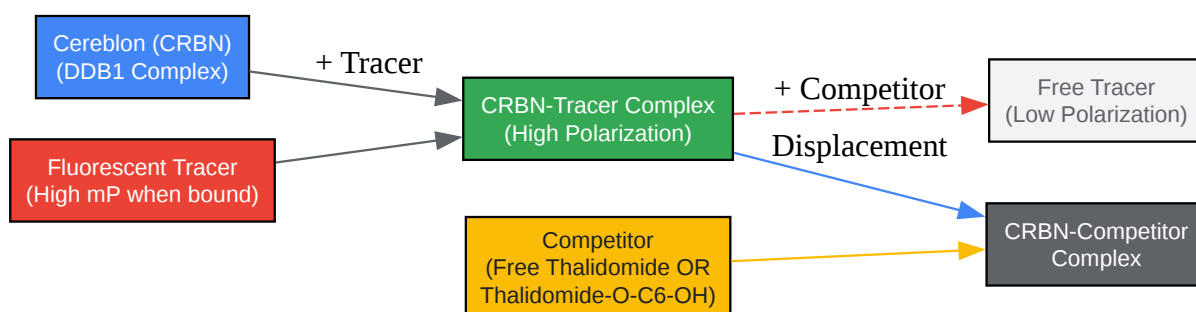 Cereblon (CRBN)
(DDB1 Complex)
+ Tracer
Fluorescent Tracer
(High mP when bound)
CRBN-Tracer Complex
(High Polarization)
+ Competitor
Displacement
Free Tracer
(Low Polarization)
Competitor
(Free Thalidomide OR
Thalidomide-O-C6-OH)
CRBN-Competitor
Complex